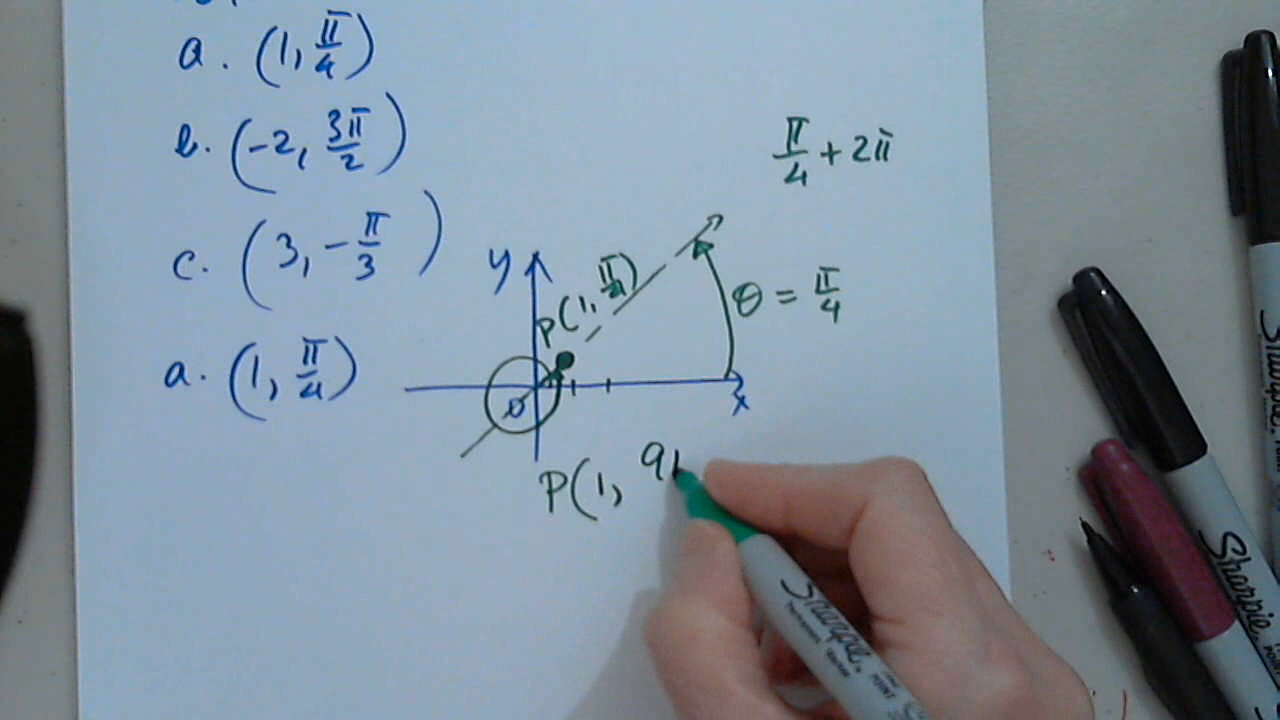 a. (1, π/4)
b. (-2, 3π/2)
c. (3, -π/3)
π/4 + 2π
y
P(1, π/4)
θ = π/4
a. (1, π/4)
x
O
P(1, 9
Sharpie
Sharpie
Sharpie.